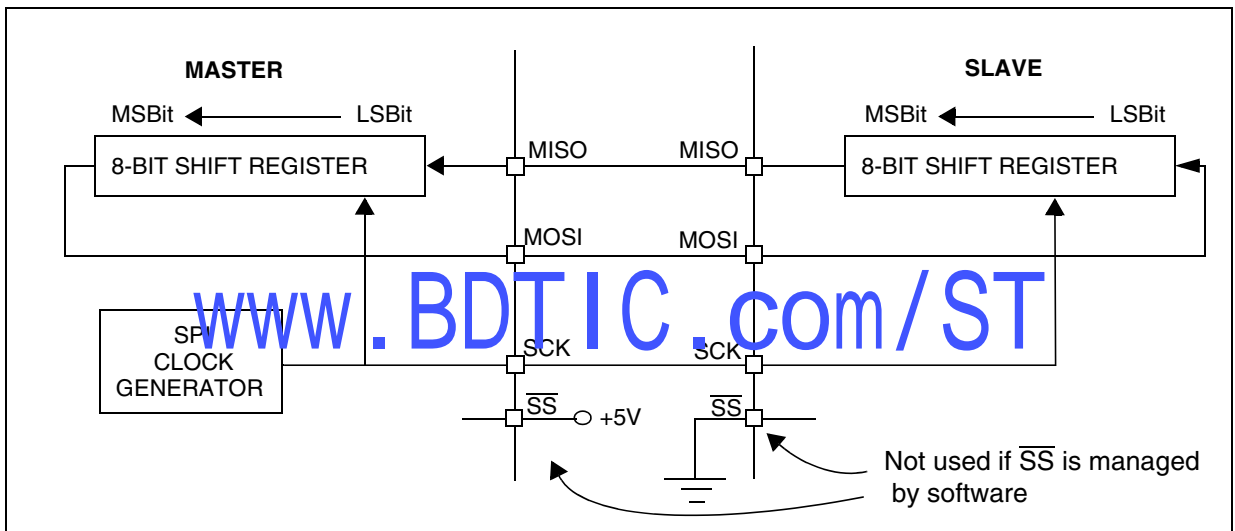 MASTER
SLAVE
MSBit LSBit
MSBit LSBit
8-BIT SHIFT REGISTER
MISO MISO
8-BIT SHIFT REGISTER
MOSI MOSI
www.BDTIC.com/ST
SPI
CLOCK
GENERATOR
SCK SCK
SS +5V
SS
Not used if SS is managed
by software